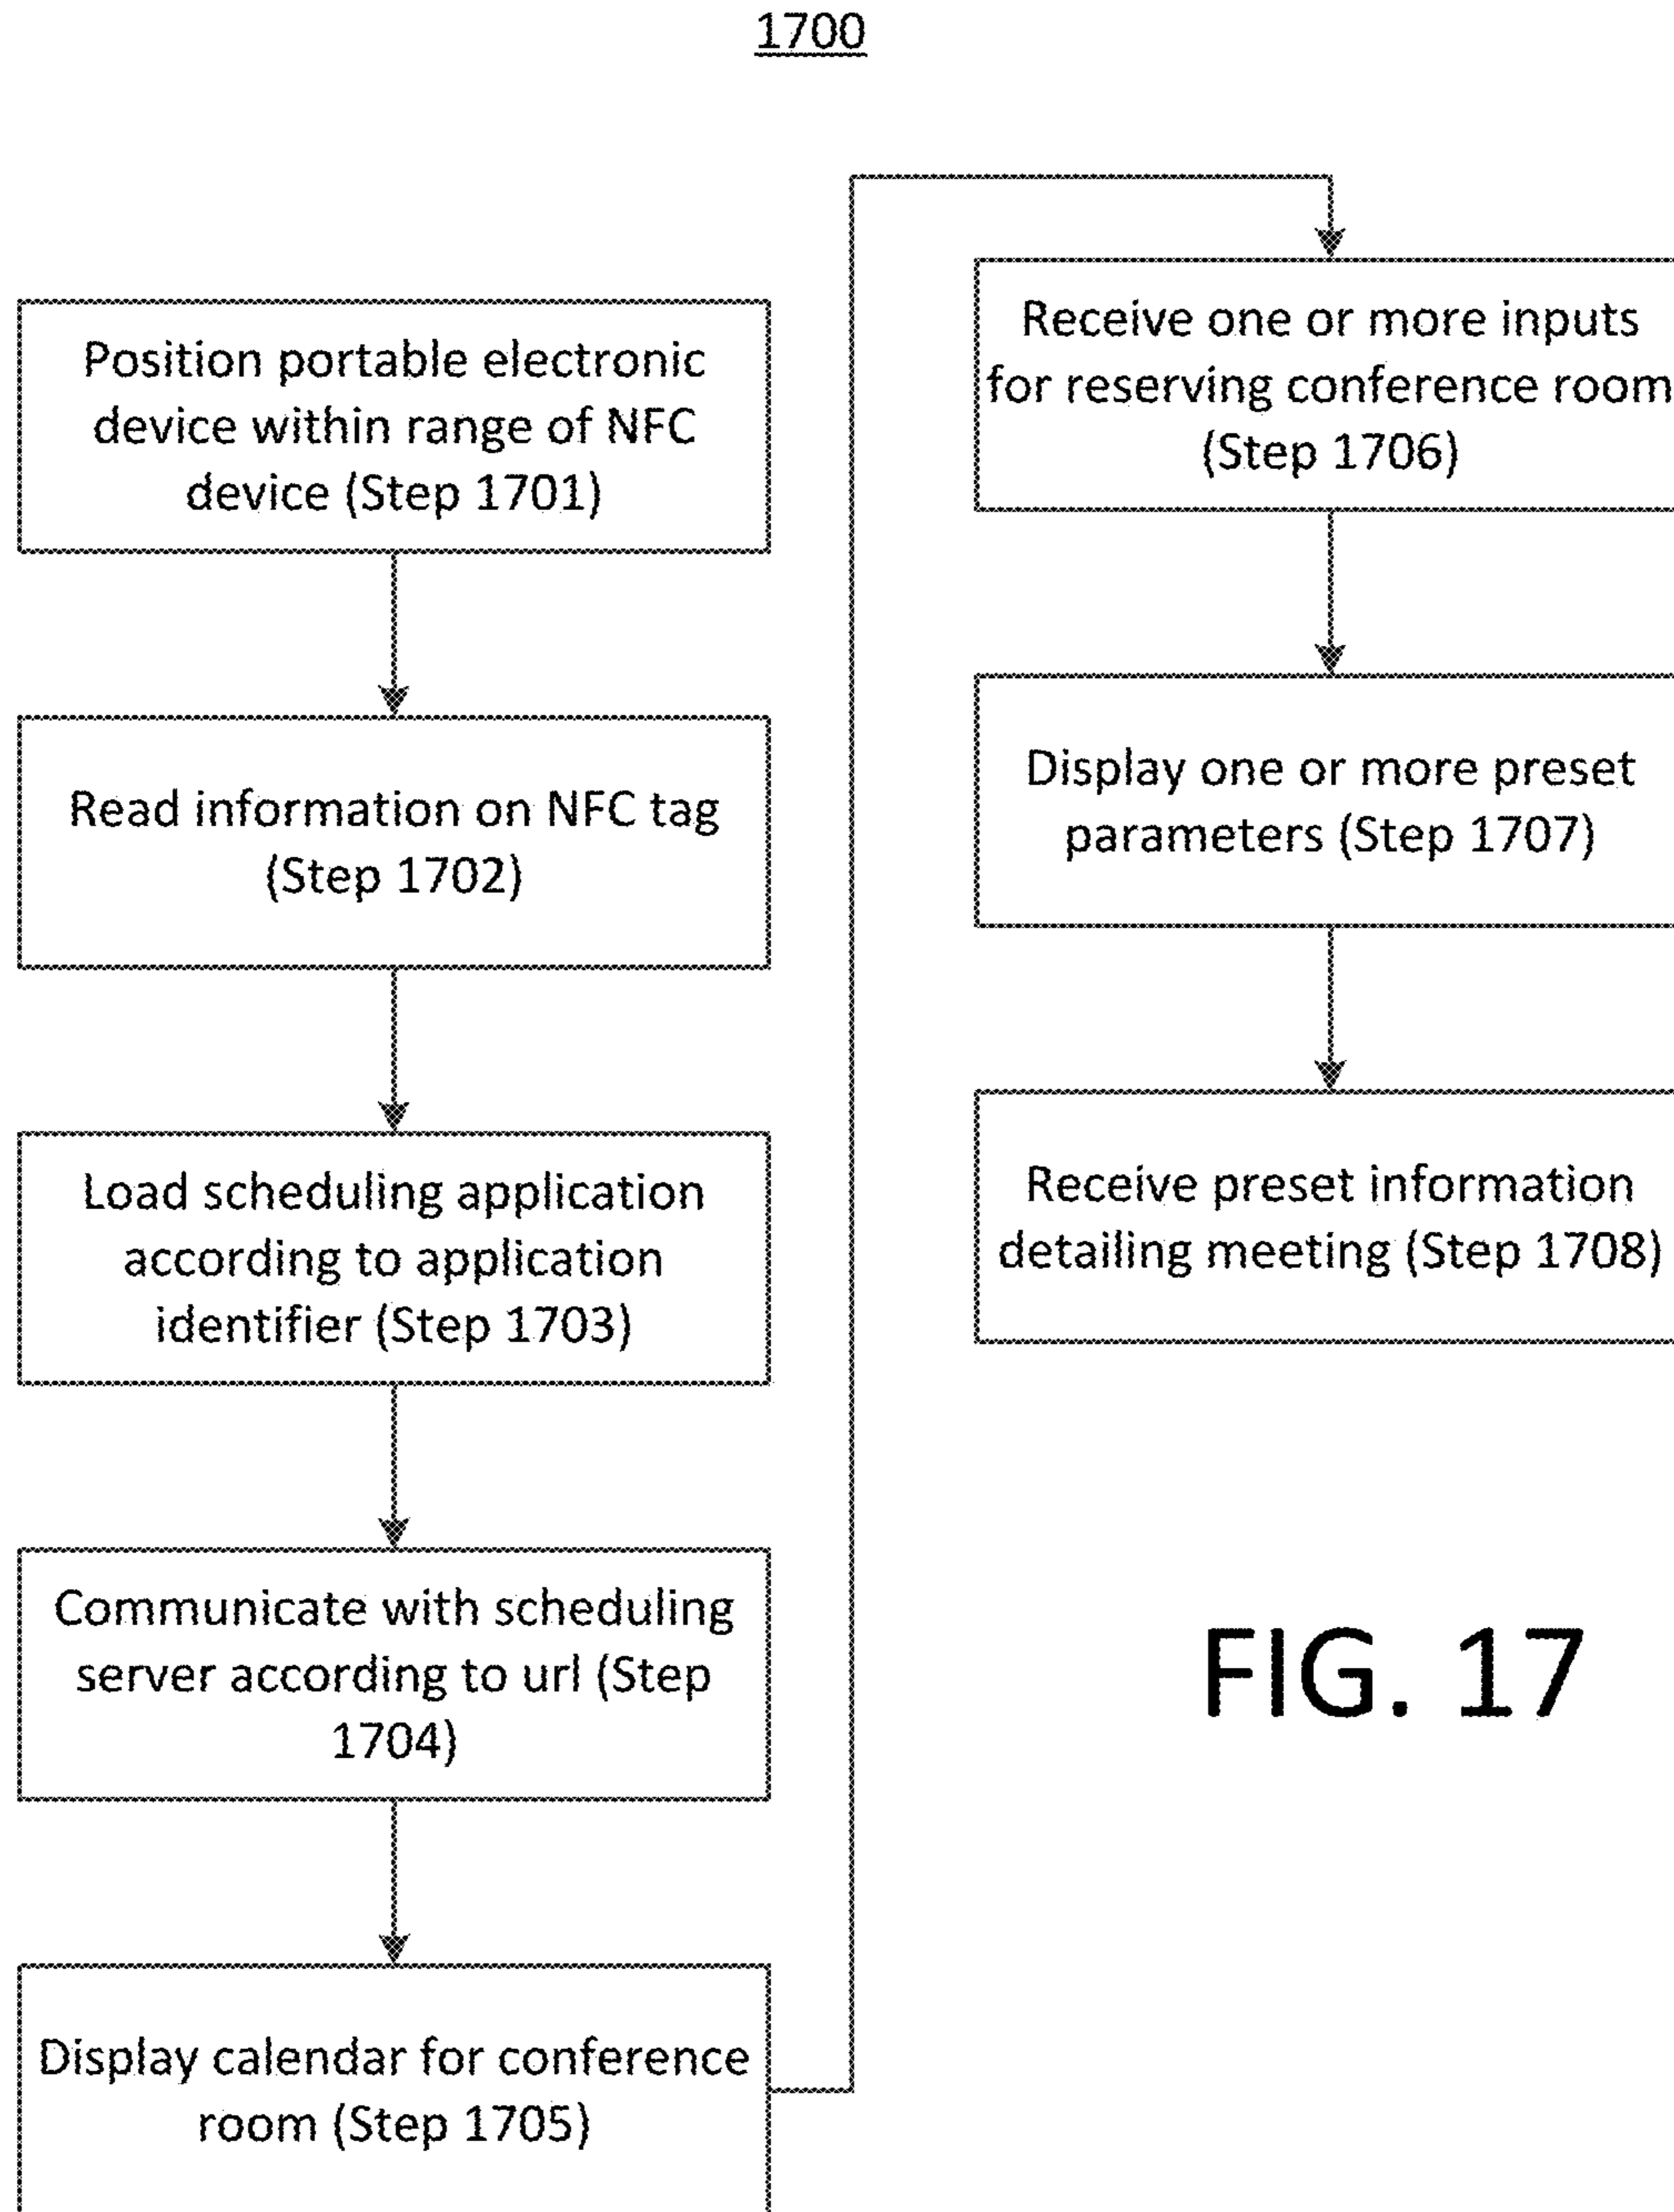 1700
Position portable electronic
device within range of NFC
device (Step 1701)
Read information on NFC tag
(Step 1702)
Load scheduling application
according to application
identifier (Step 1703)
Communicate with scheduling
server according to url (Step
1704)
Display calendar for conference
room (Step 1705)
Receive one or more inputs
for reserving conference room
(Step 1706)
Display one or more preset
parameters (Step 1707)
Receive preset information
detailing meeting (Step 1708)
FIG. 17